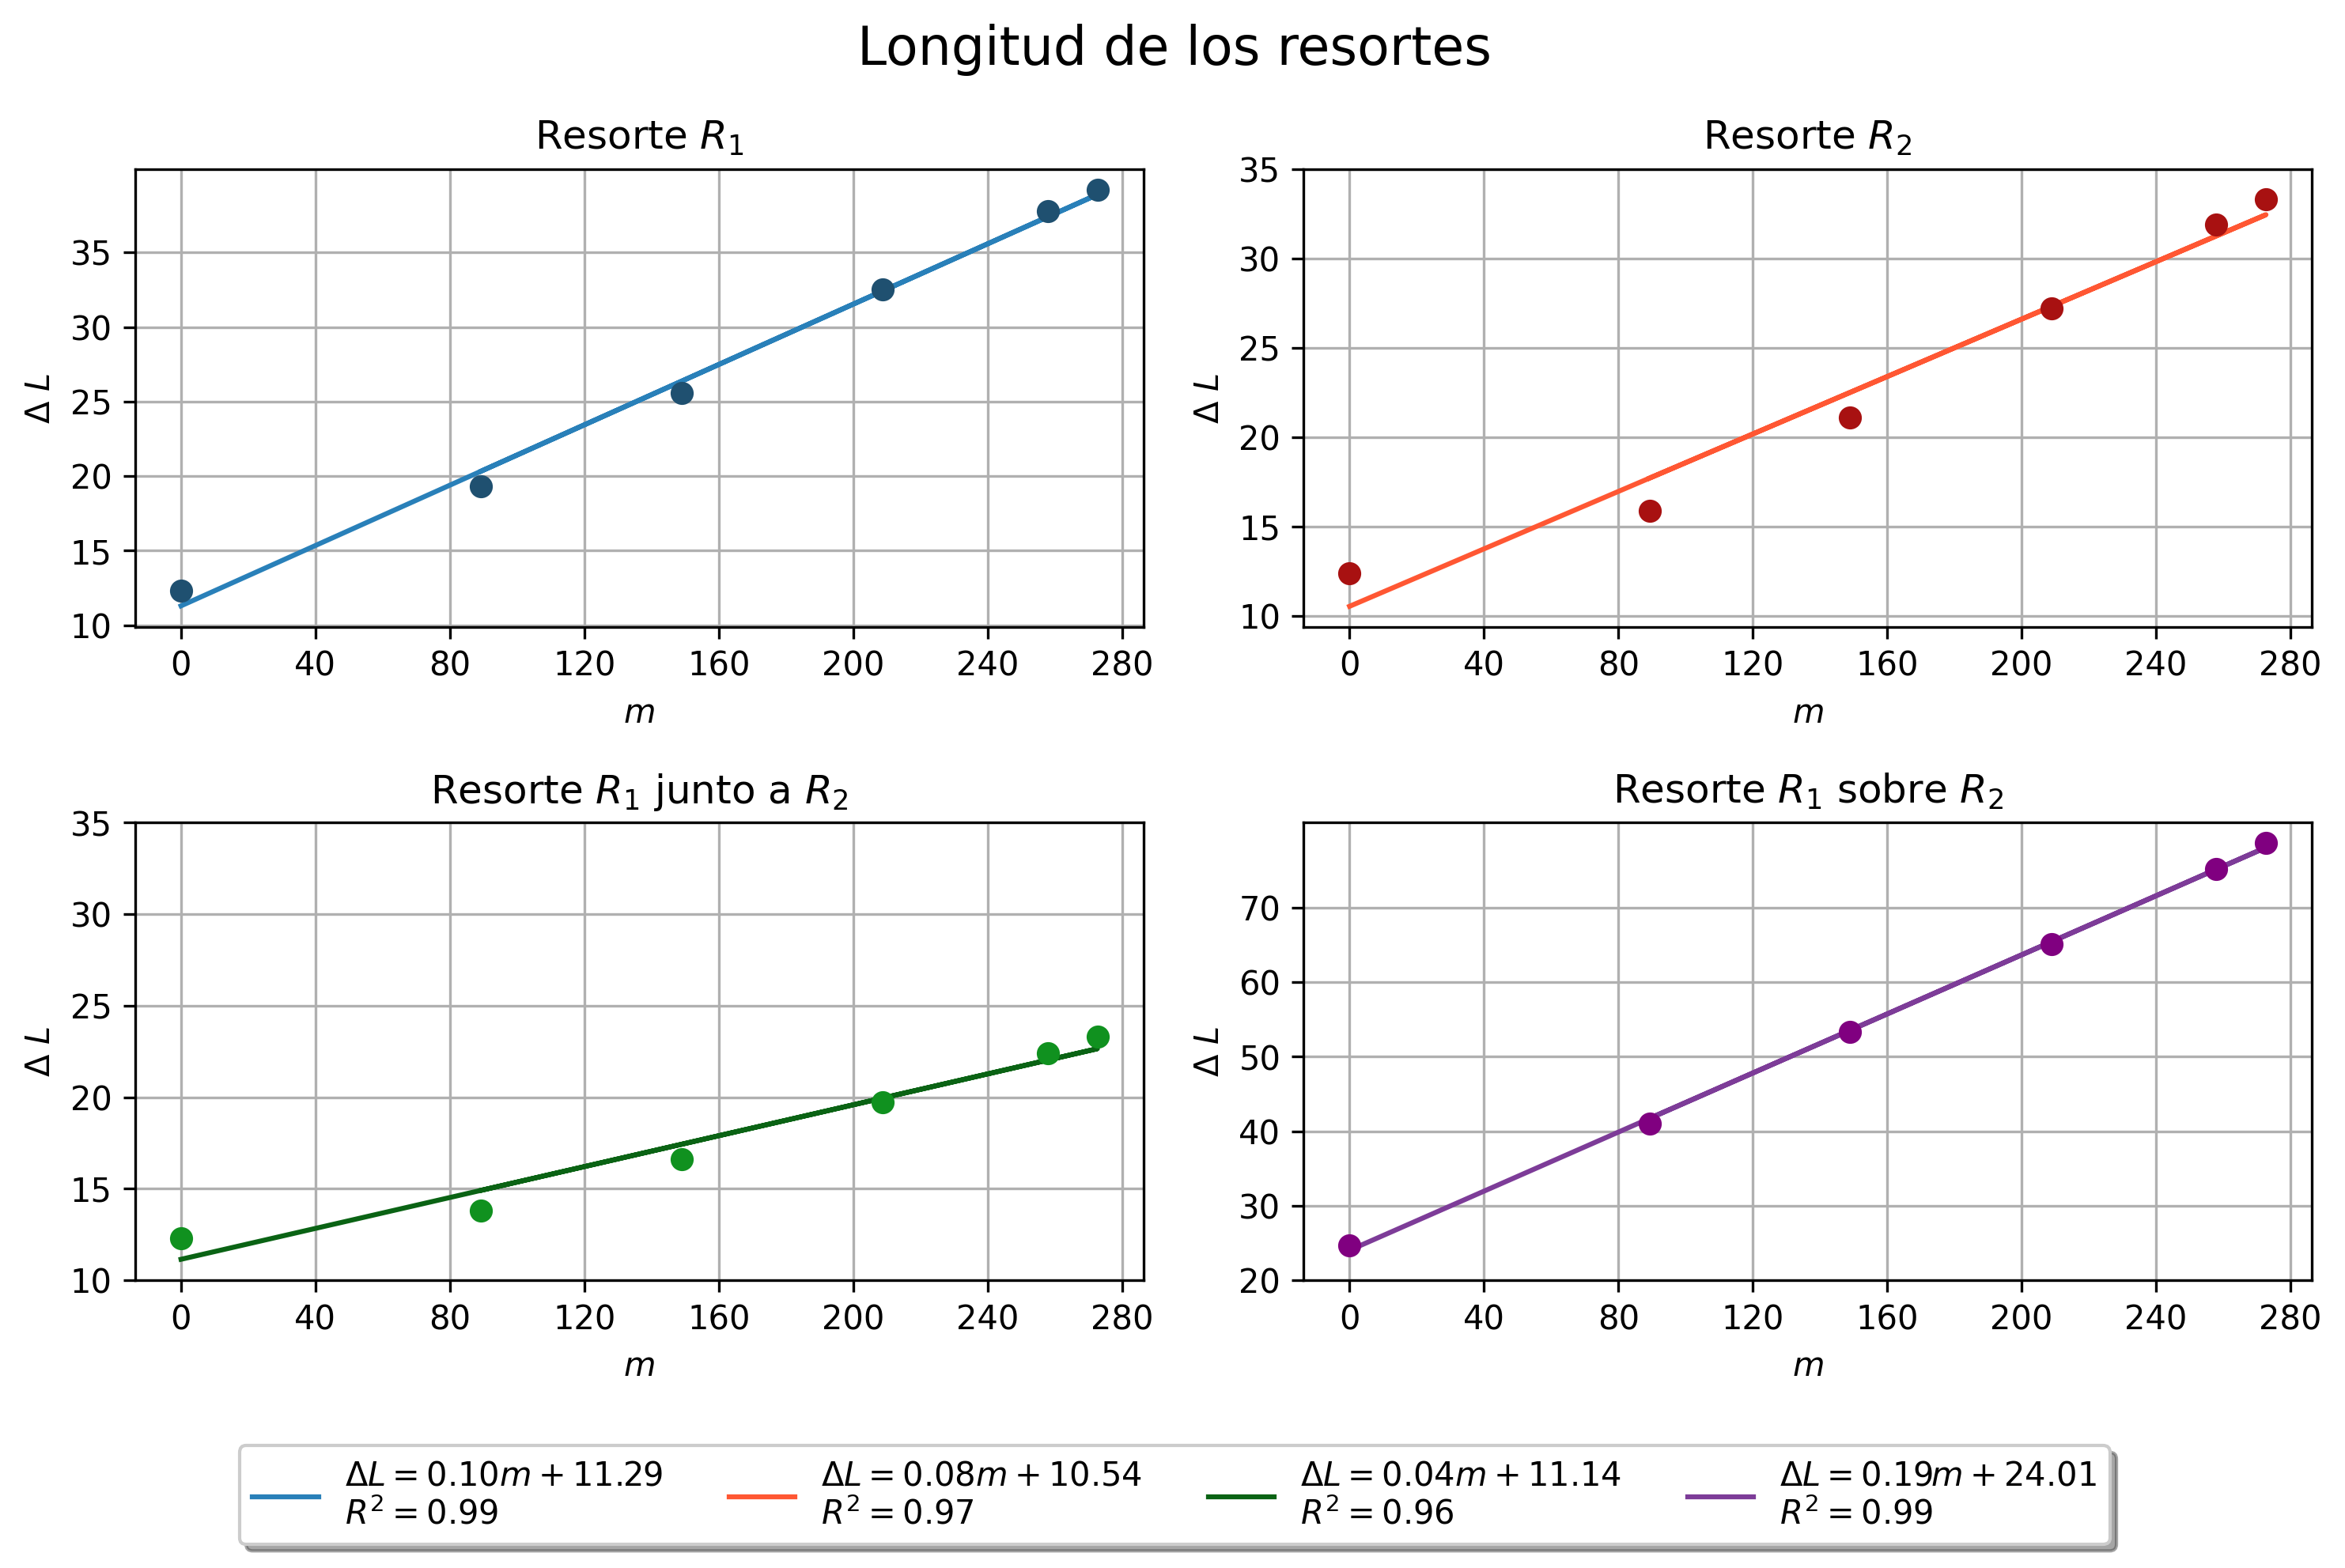 Longitud de los resortes
Resorte R₁
Δ L
35
30
25
20
15
10
0 40 80 120 160 200 240 280
m
Resorte R₂
Δ L
35
30
25
20
15
10
0 40 80 120 160 200 240 280
m
Resorte R₁ junto a R₂
Δ L
35
30
25
20
15
10
0 40 80 120 160 200 240 280
m
Resorte R₁ sobre R₂
Δ L
70
60
50
40
30
20
0 40 80 120 160 200 240 280
m
ΔL = 0.10m + 11.29
R² = 0.99
ΔL = 0.08m + 10.54
R² = 0.97
ΔL = 0.04m + 11.14
R² = 0.96
ΔL = 0.19m + 24.01
R² = 0.99